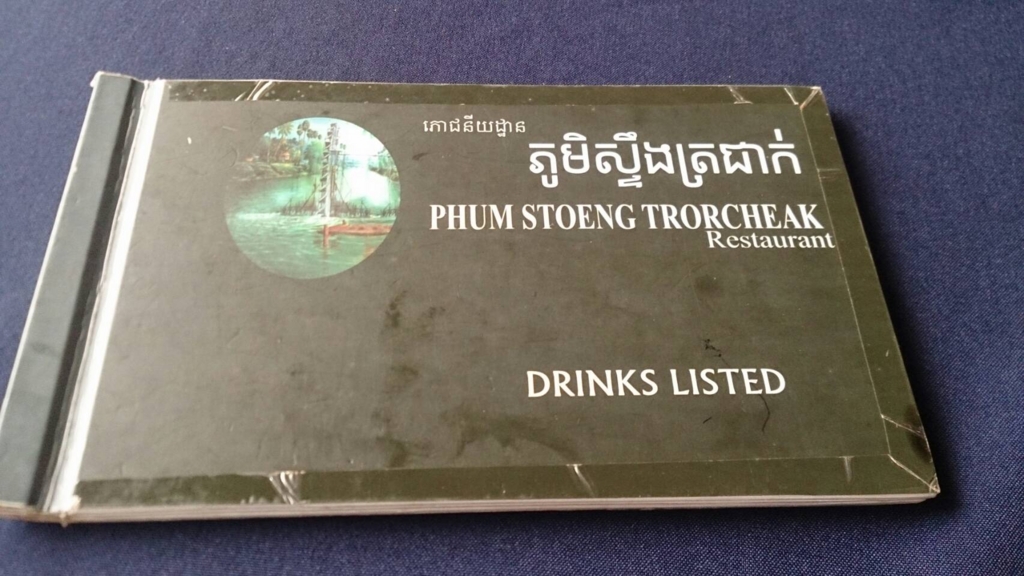 ភោជនីយដ្ឋាន
ភូមិស្ទឹងត្រជាក់
PHUM STOENG TRORCHEAK
Restaurant
DRINKS LISTED